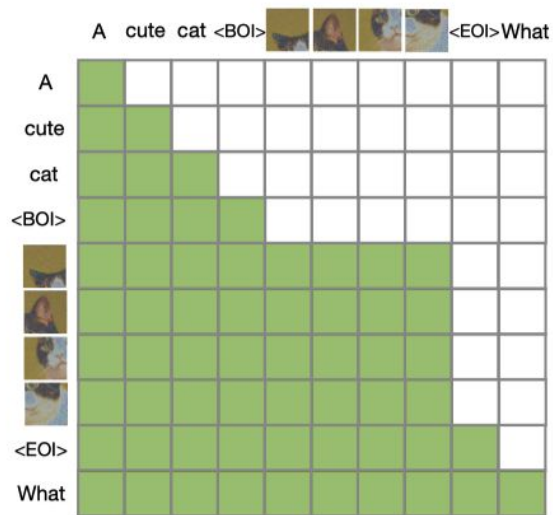 A cute cat <BOI> <EOI> What
A
cute
cat
<BOI>
<EOI>
What